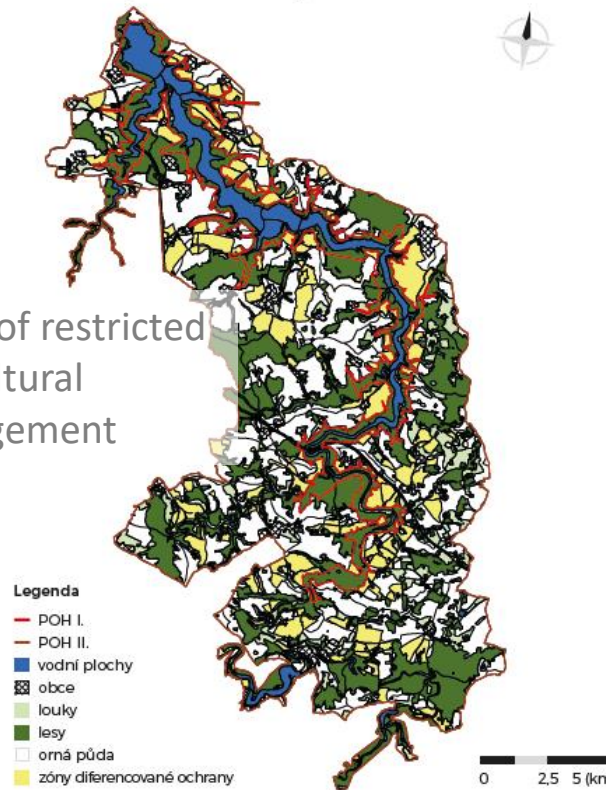 of restricted
tural
gement
Legenda
POH I.
POH II.
vodní plochy
obce
louky
lesy
orná půda
zóny diferencované ochrany
0 2,5 5 (km